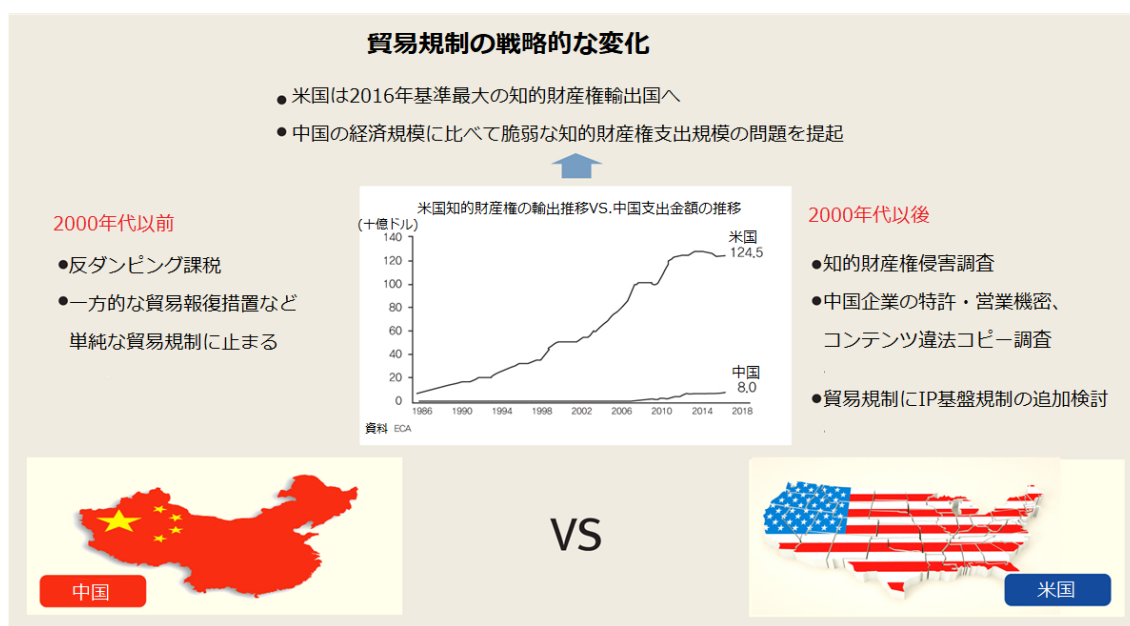 貿易規制の戦略的な変化
● 米国は2016年基準最大の知的財産権輸出国へ
● 中国の経済規模に比べて脆弱な知的財産権支出規模の問題を提起
2000年代以前
●反ダンピング課税
●一方的な貿易報復措置など
単純な貿易規制に止まる
米国知的財産権の輸出推移VS.中国支出金額の推移
(十億ドル)
140
120
100
80
60
40
20
0
米国
124,5
中国
8,0
1986 1990 1994 1998 2002 2006 2010 2014 2018
資料 ECA
2000年代以後
●知的財産権侵害調査
●中国企業の特許・営業機密、
コンテンツ違法コピー調査
●貿易規制にIP基盤規制の追加検討
中国
VS
米国